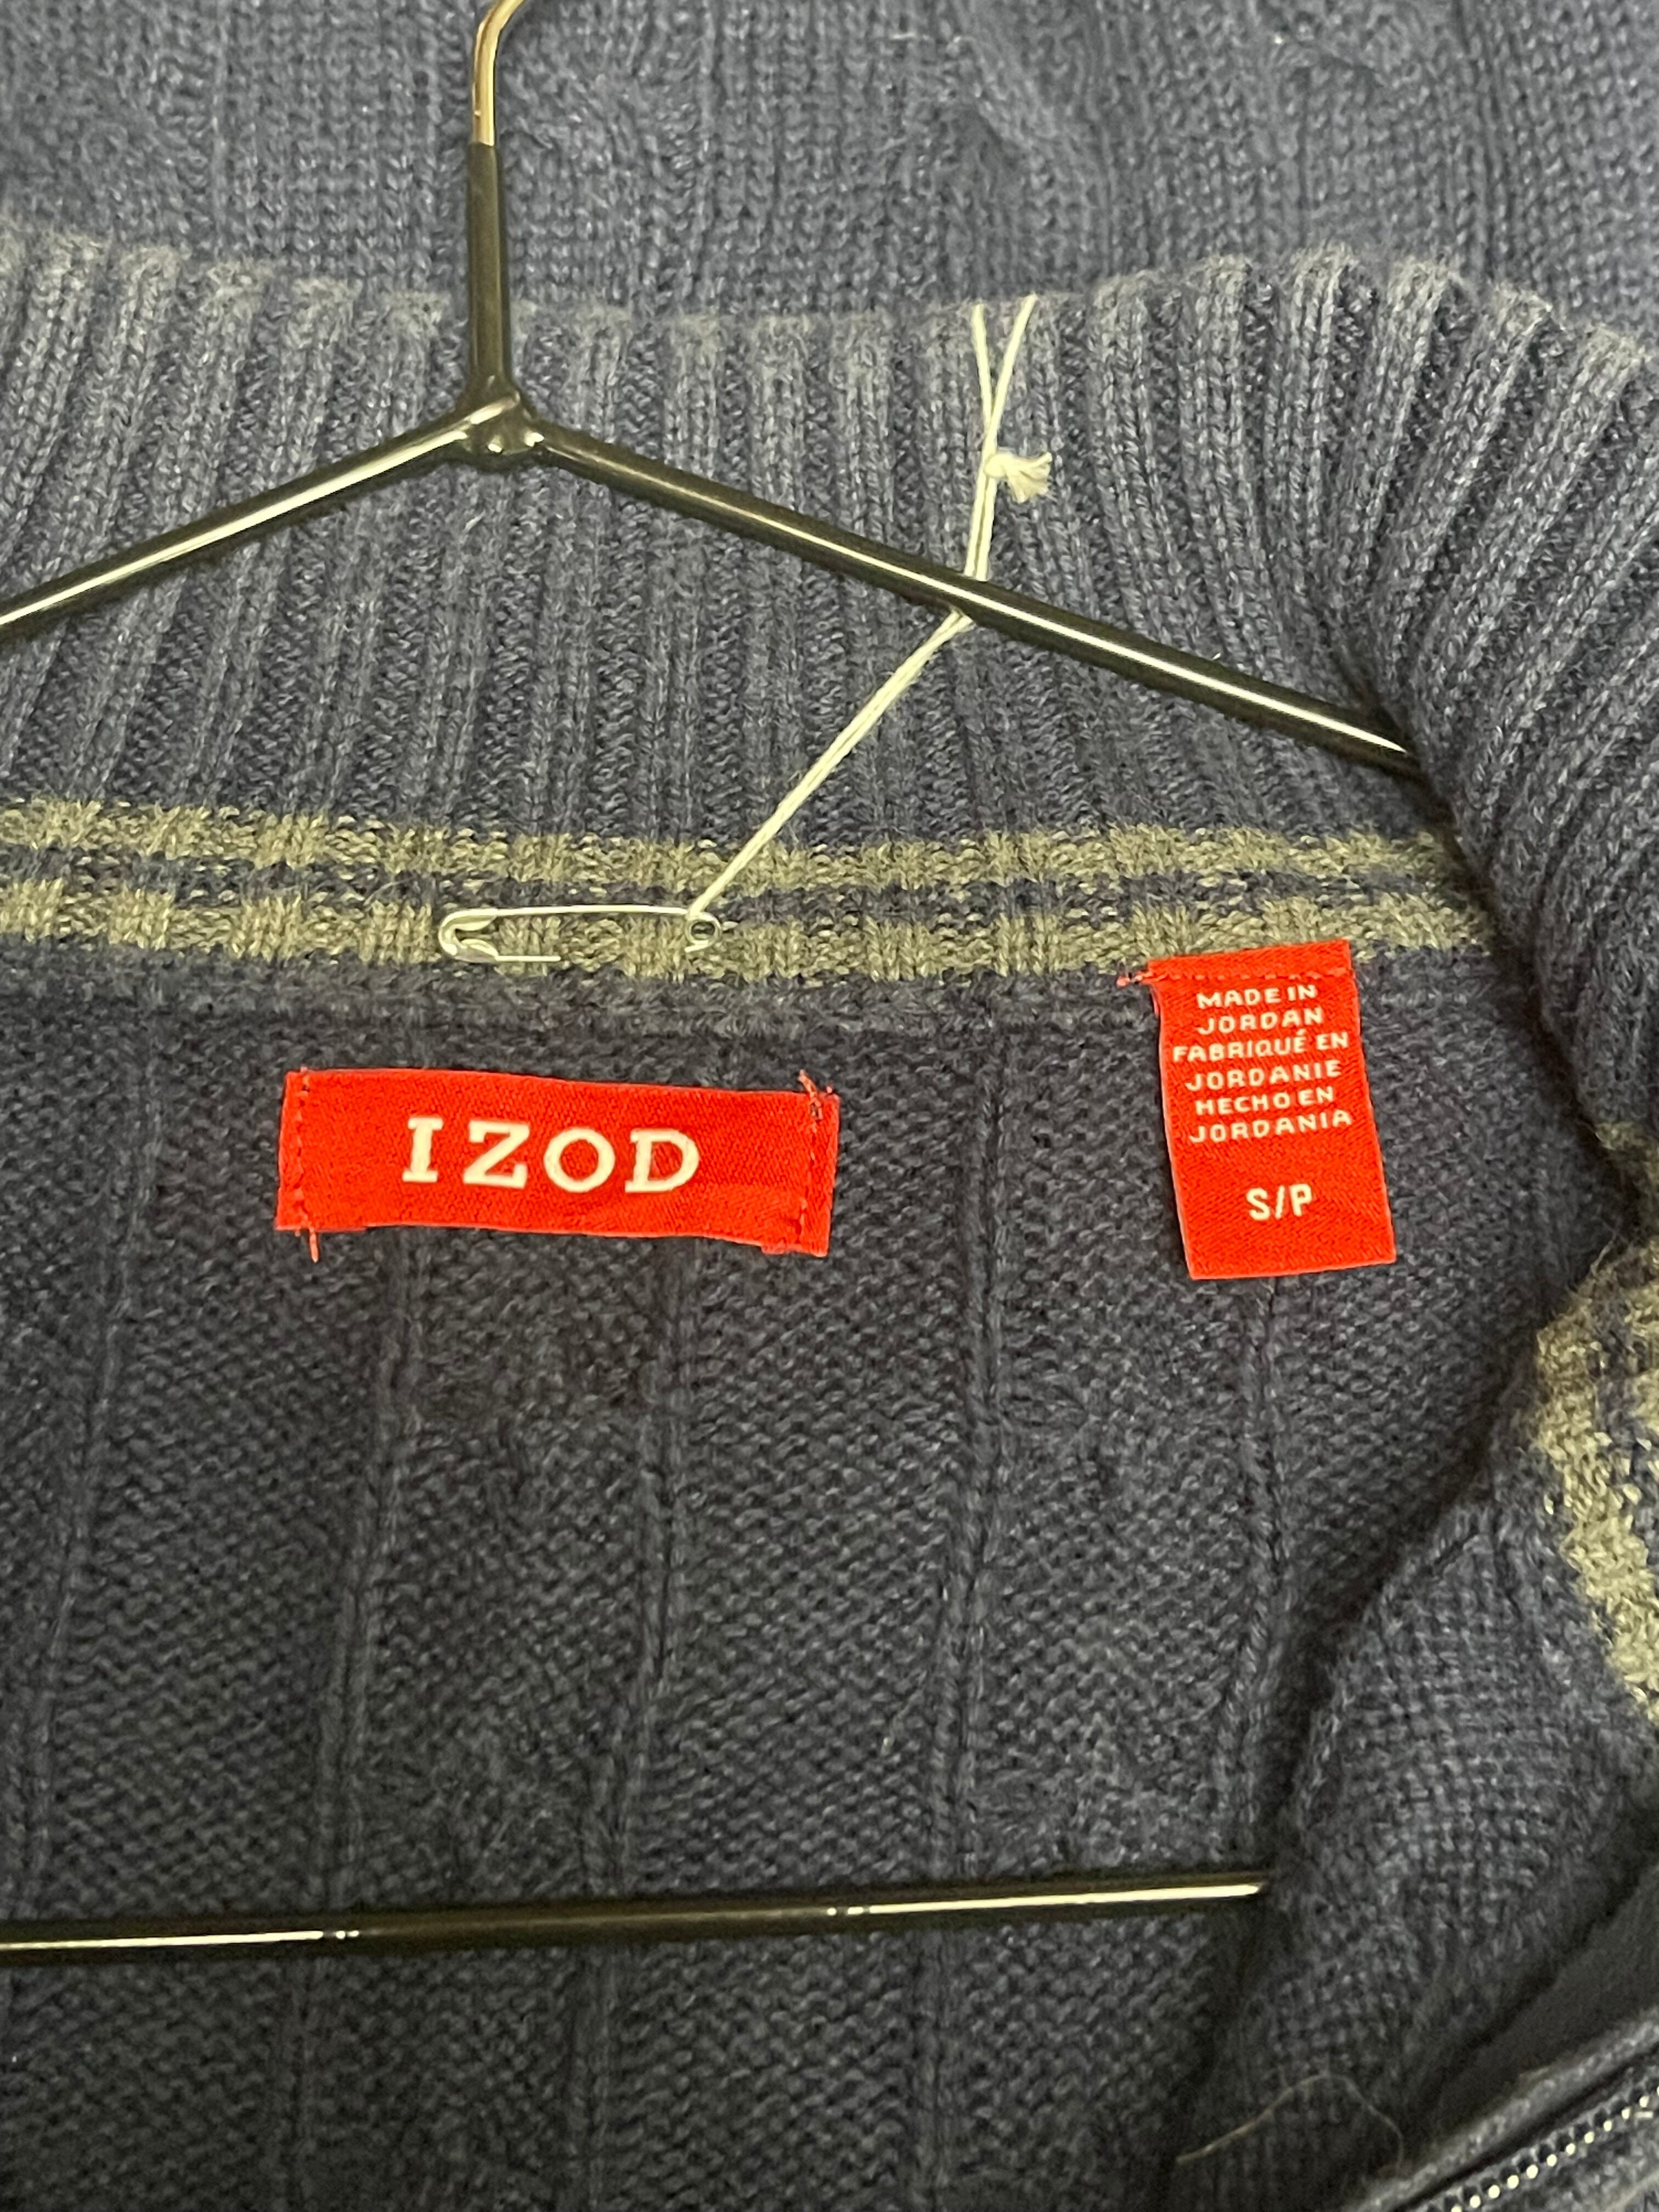 IZOD
MADE IN
JORDAN
FABRIQUÉ EN
JORDANIE
HECHO EN
JORDANIA
S/P